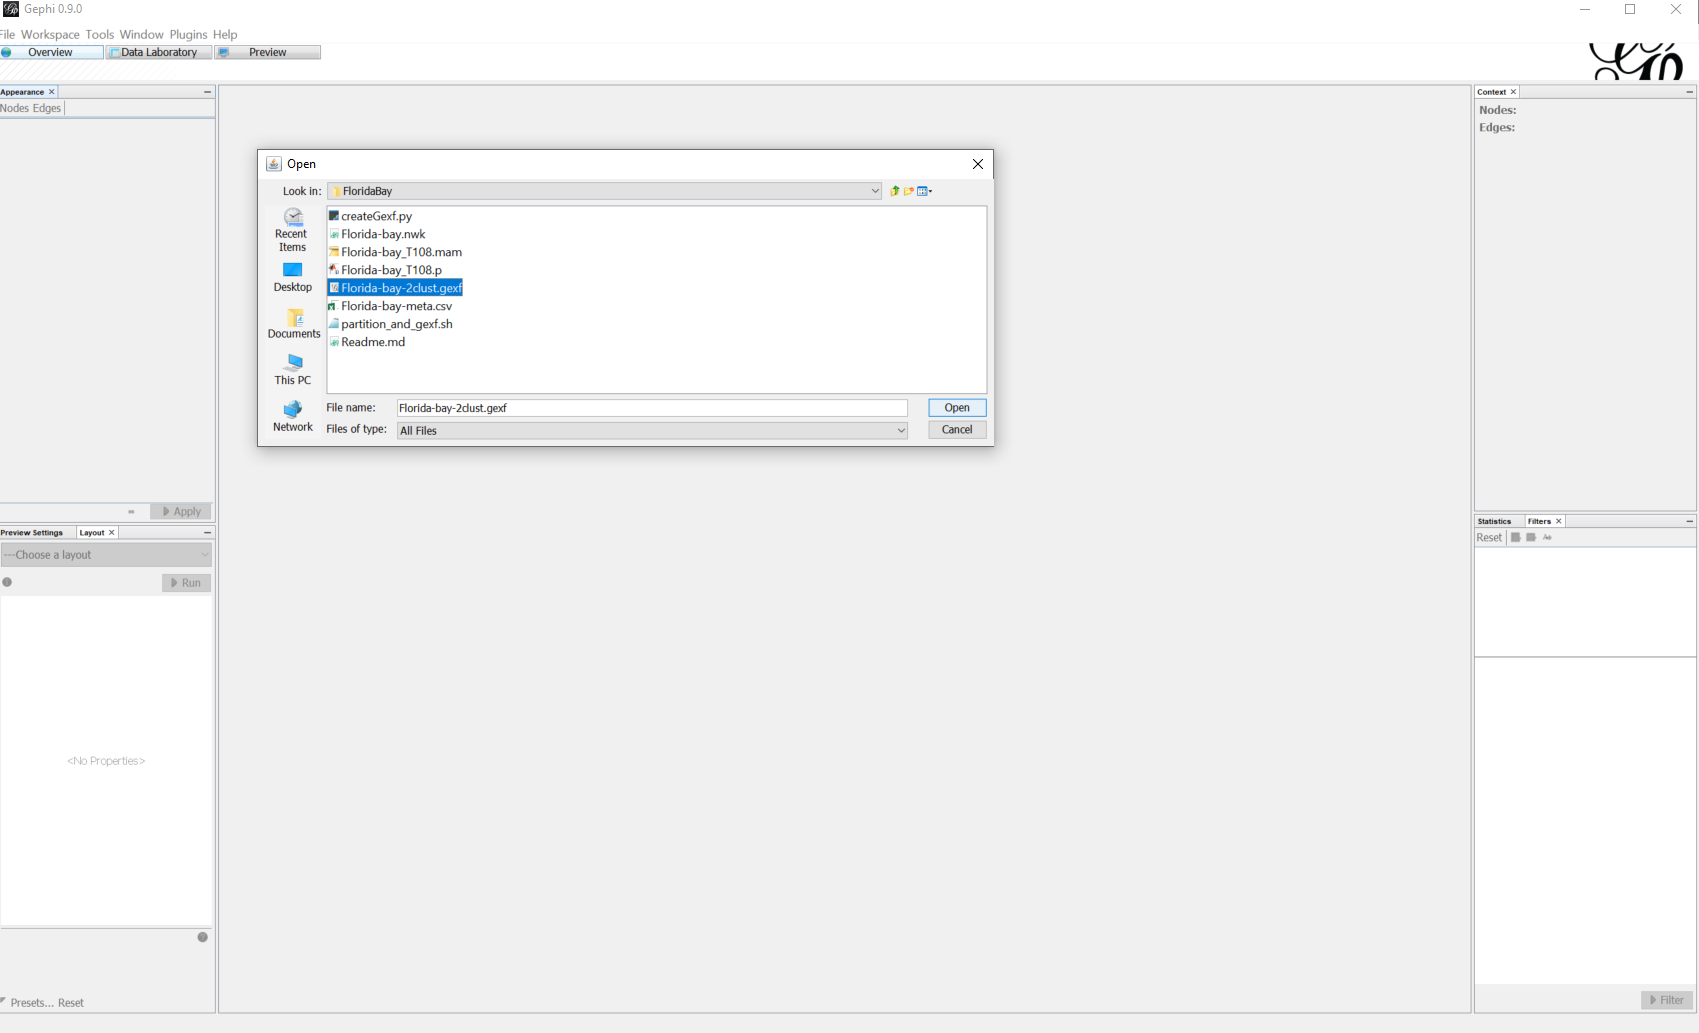 Gephi 0.9.0
File Workspace Tools Window Plugins Help
Overview Data Laboratory Preview
Appearance
Nodes Edges
Apply
Preview Settings Layout
---Choose a layout
Run
<No Properties>
Presets... Reset
Open
Look in: FloridaBay
Recent
Items
Desktop
Documents
This PC
Network
createGexf.py
Florida-bay.nwk
Florida-bay_T108.mam
Florida-bay_T108.p
Florida-bay-2clust.gexf
Florida-bay-meta.csv
partition_and_gexf.sh
Readme.md
File name: Florida-bay-2clust.gexf Open
Files of type: All Files Cancel
Context
Nodes:
Edges:
Statistics Filters
Reset
Filter